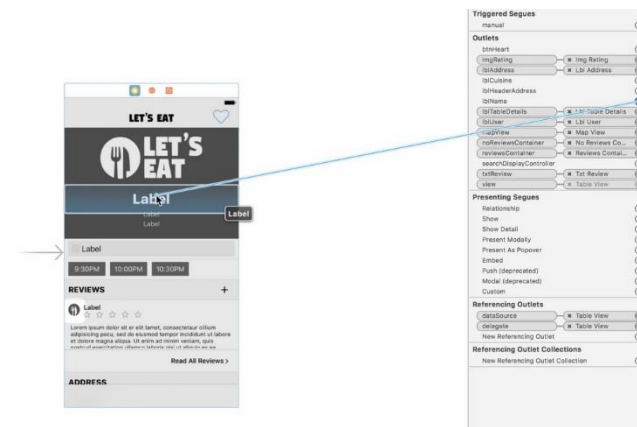 LET'S EAT
LET'S
EAT
Label
Label
Label
Label
Label
9:30PM 10:00PM 10:30PM
REVIEWS +
Label
Lorem ipsum dolor sit er elit lamet, consectetaur cillium
adipisicing pecu, sed do eiusmod tempor incididunt ut labore
et dolore magna aliqua. Ut enim ad minim veniam, quis
Read All Reviews >
ADDRESS
Triggered Segues
manual
Outlets
btnHeart
imgRating Img Rating
lblAddress Lbl Address
lblCuisine
lblHeaderAddress
lblName
lblTableDetails Lbl Table Details
lblUser Lbl User
mapView Map View
noReviewsContainer No Reviews Co...
reviewsContainer Reviews Contai...
searchDisplayController
txtReview Txt Review
view Table View
Presenting Segues
Relationship
Show
Show Detail
Present Modally
Present As Popover
Embed
Push (deprecated)
Modal (deprecated)
Custom
Referencing Outlets
dataSource Table View
delegate Table View
New Referencing Outlet
Referencing Outlet Collections
New Referencing Outlet Collection